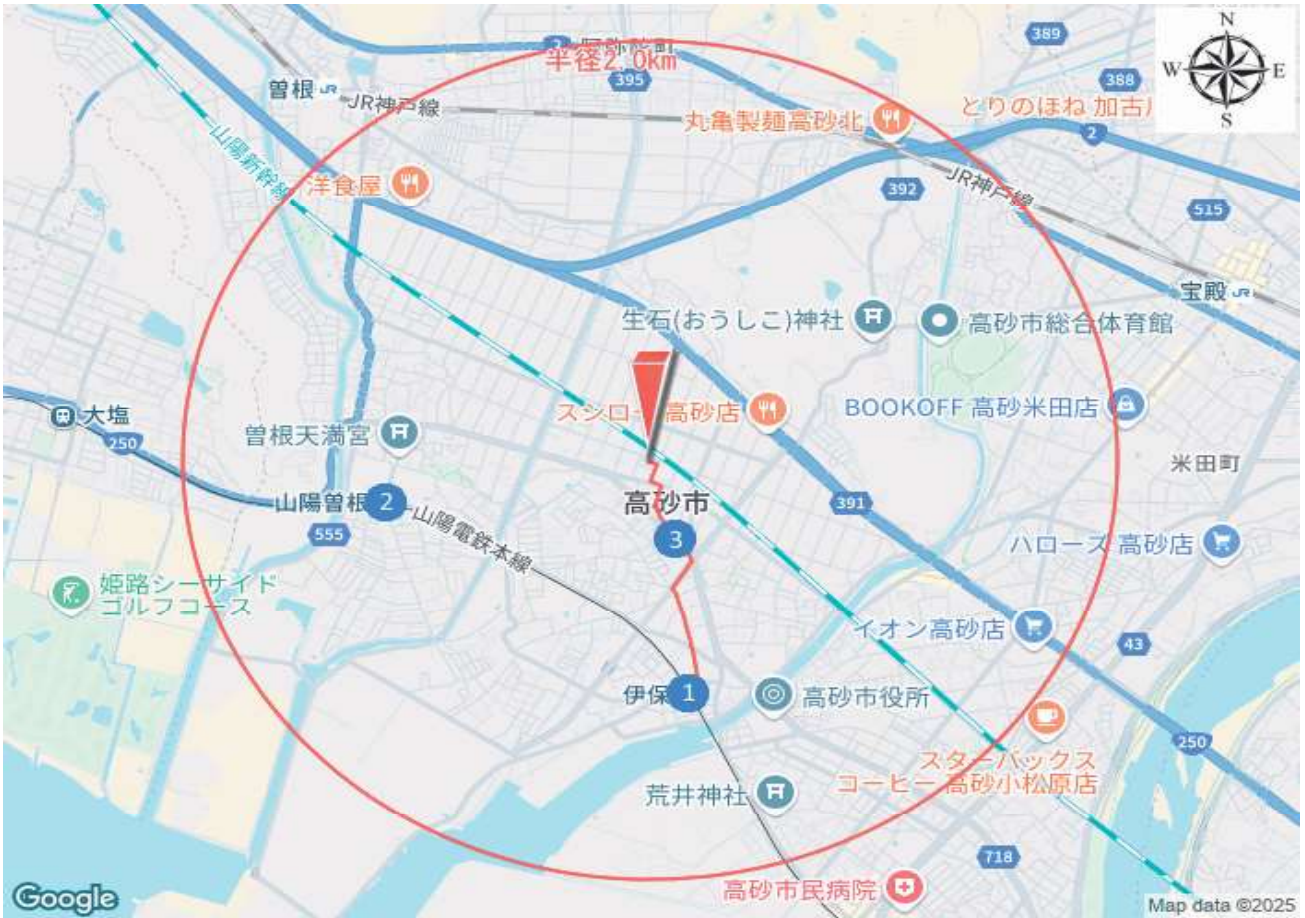 N
W
E
S
389
2
半径2.0km
395
388
曽根 JR
JR神戸線
丸亀製麺高砂北
とりのほね 加古
2
山陽新幹線
洋食屋
392
JR神戸線
515
宝殿 JR
生石(おうしこ)神社
高砂市総合体育館
大塩
250
曽根天満宮
高砂店
BOOKOFF 高砂米田店
米田町
山陽曽根
2
高砂市
391
555
山陽電鉄本線
3
ハローズ 高砂店
姫路シーサイド
ゴルフコース
イオン高砂店
43
伊保
1
高砂市役所
250
スターバックス
コーヒー 高砂小松原店
荒井神社
718
高砂市民病院
Google
Map data ©2025